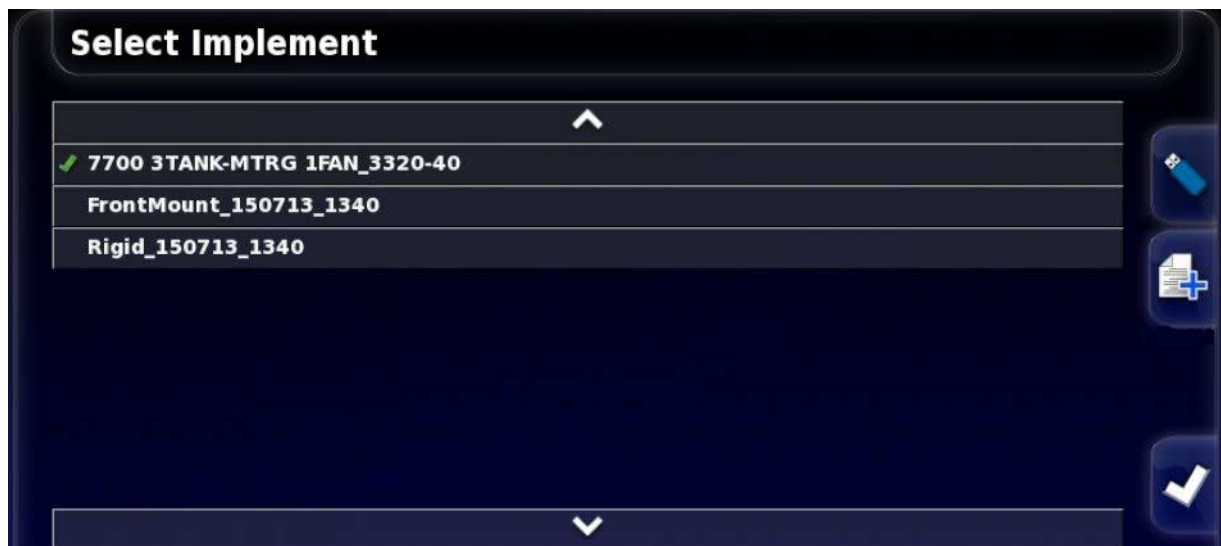 Select Implement
7700 3TANK-MTRG 1FAN_3320-40
FrontMount_150713_1340
Rigid_150713_1340